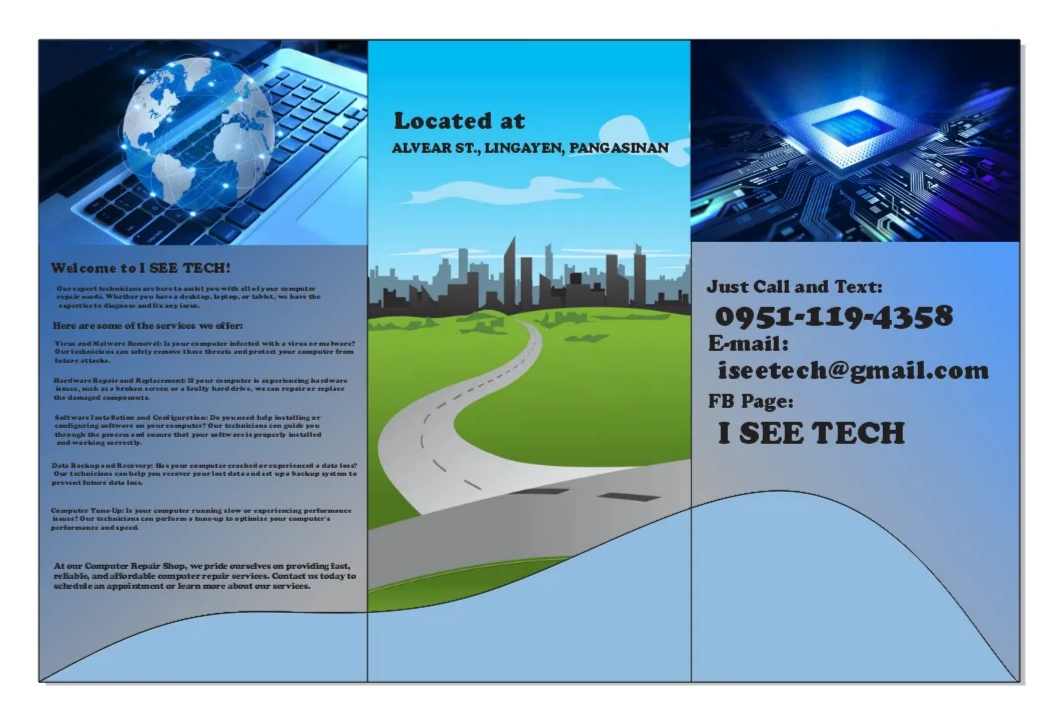 Welcome to I SEE TECH!
Our expert technicians are here to assist you with all of your computer
repair needs. Whether you have a desktop, laptop, or tablet, we have the
expertise to diagnose and fix any issue.
Here are some of the services we offer:
Virus and Malware Removal: Is your computer infected with a virus or malware?
Our technicians can safely remove those threats and protect your computer from
future attacks.
Hardware Repair and Replacement: If your computer is experiencing hardware
issues, such as a broken screen or a faulty hard drive, we can repair or replace
the damaged components.
Software Installation and Configuration: Do you need help installing or
configuring software on your computer? Our technicians can guide you
through the process and ensure that your software is properly installed
and working correctly.
Data Backup and Recovery: Has your computer crashed or experienced a data loss?
Our technicians can help you recover your lost data and set up a backup system to
prevent future data loss.
Computer Tune-Up: Is your computer running slow or experiencing performance
issues? Our technicians can perform a tune-up to optimize your computer's
performance and speed.
At our Computer Repair Shop, we pride ourselves on providing fast,
reliable, and affordable computer repair services. Contact us today to
schedule an appointment or learn more about our services.
Located at
ALVEAR ST., LINGAYEN, PANGASINAN
Just Call and Text:
0951-119-4358
E-mail:
iseetech@gmail.com
FB Page:
I SEE TECH